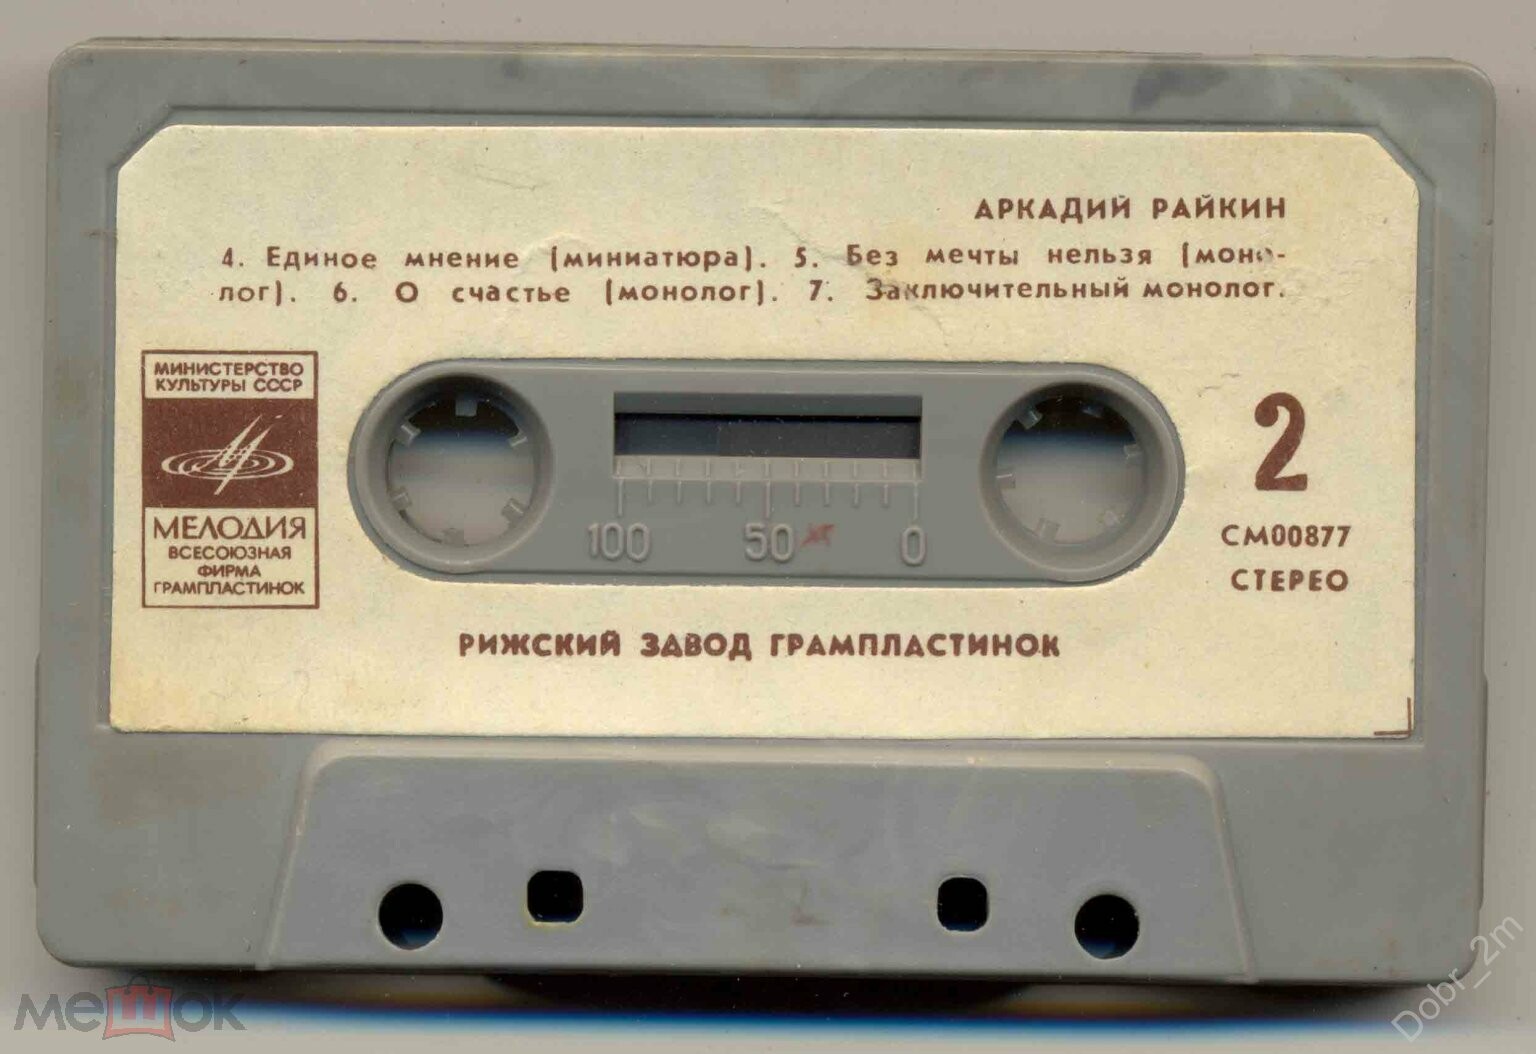 АРКАДИЙ РАЙКИН
4. Единое мнение (миниатюра). 5. Без мечты нельзя (моно-
лог). 6. О счастье (монолог). 7. Заключительный монолог.
МИНИСТЕРСТВО
КУЛЬТУРЫ СССР
МЕЛОДИЯ
ВСЕСОЮЗНАЯ
ФИРМА
ГРАМПЛАСТИНОК
100 50 0
2
СМ00877
СТЕРЕО
РИЖСКИЙ ЗАВОД ГРАМПЛАСТИНОК
мешок
Dobr_2m